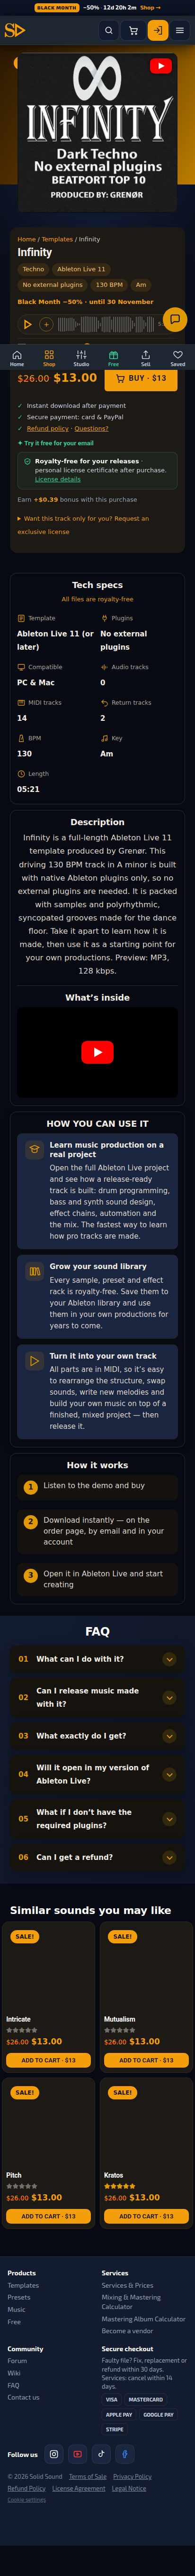 BLACK MONTH −50% · 12d 20h 2m Shop →
INFINITY
Dark Techno
No EXTERNAL PLUGINS
BEATPORT TOP 10
PRODUCED BY: GRENØR
Home / Templates / Infinity
Infinity
Techno
Ableton Live 11
No external plugins
130 BPM
Am
Black Month −50% · until 30 November
Home
Shop
Studio
Free
Sell
Saved
$26.00 $13.00
BUY · $13
✓ Instant download after payment
✓ Secure payment: card & PayPal
✓ Refund policy · Questions?
✦ Try it free for your email
Royalty-free for your releases ·
personal license certificate after purchase.
License details
Earn +$0.39 bonus with this purchase
▸ Want this track only for you? Request an
exclusive license
Tech specs
All files are royalty-free
Template
Ableton Live 11 (or
later)
Plugins
No external
plugins
Compatible
PC & Mac
Audio tracks
0
MIDI tracks
14
Return tracks
2
BPM
130
Key
Am
Length
05:21
Description
Infinity is a full-length Ableton Live 11
template produced by Grenør. This
driving 130 BPM track in A minor is built
with native Ableton plugins only, so no
external plugins are needed. It is packed
with samples and polyrhythmic,
syncopated grooves made for the dance
floor. Take it apart to learn how it is
made, then use it as a starting point for
your own productions. Preview: MP3,
128 kbps.
What's inside
HOW YOU CAN USE IT
Learn music production on a
real project
Open the full Ableton Live project
and see how a release-ready
track is built: drum programming,
bass and synth sound design,
effect chains, automation and
the mix. The fastest way to learn
how pro tracks are made.
Grow your sound library
Every sample, preset and effect
rack is royalty-free. Save them to
your Ableton library and use
them in your own productions for
years to come.
Turn it into your own track
All parts are in MIDI, so it's easy
to rearrange the structure, swap
sounds, write new melodies and
build your own music on top of a
finished, mixed project — then
release it.
How it works
1 Listen to the demo and buy
2 Download instantly — on the
order page, by email and in your
account
3 Open it in Ableton Live and start
creating
FAQ
01 What can I do with it?
02 Can I release music made
with it?
03 What exactly do I get?
04 Will it open in my version of
Ableton Live?
05 What if I don't have the
required plugins?
06 Can I get a refund?
Similar sounds you may like
SALE!
Intricate
$26.00 $13.00
ADD TO CART · $13
SALE!
Mutualism
$26.00 $13.00
ADD TO CART · $13
SALE!
Pitch
$26.00 $13.00
ADD TO CART · $13
SALE!
Kratos
$26.00 $13.00
ADD TO CART · $13
Products
Templates
Presets
Music
Free
Services
Services & Prices
Mixing & Mastering
Calculator
Mastering Album Calculator
Become a vendor
Community
Forum
Wiki
FAQ
Contact us
Secure checkout
Faulty file? Fix, replacement or
refund within 30 days.
Services: cancel within 14
days.
VISA
MASTERCARD
APPLE PAY
GOOGLE PAY
STRIPE
Follow us
© 2026 Solid Sound
Terms of Sale
Privacy Policy
Refund Policy
License Agreement
Legal Notice
Cookie settings